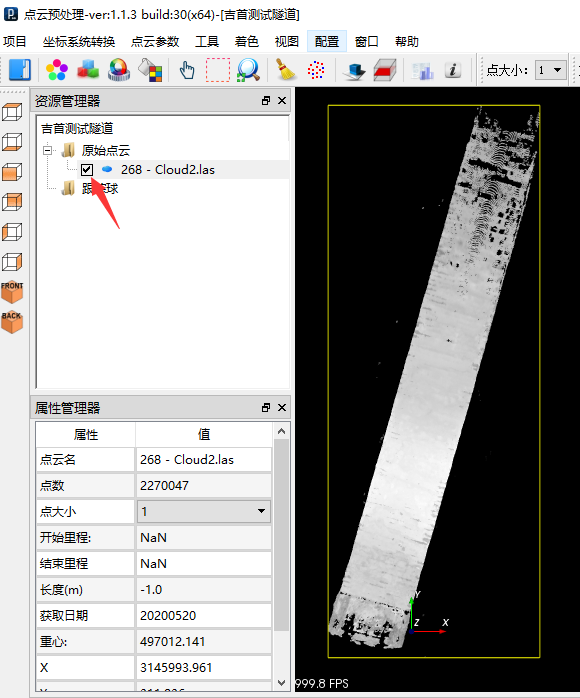 点云预处理-ver:1.1.3 build:30(x64)-[吉首测试隧道]
项目 坐标系统转换 点云参数 工具 着色 视图 配置 窗口 帮助
点大小: 1
资源管理器
吉首测试隧道
原始点云
268 - Cloud2.las
球
FRONT
BACK
属性管理器
属性 值
点云名 268 - Cloud2.las
点数 2270047
点大小 1
开始里程: NaN
结束里程 NaN
长度(m) -1.0
获取日期 20200520
重心: 497012.141
X 3145993.961
Y
Z X
999.8 FPS